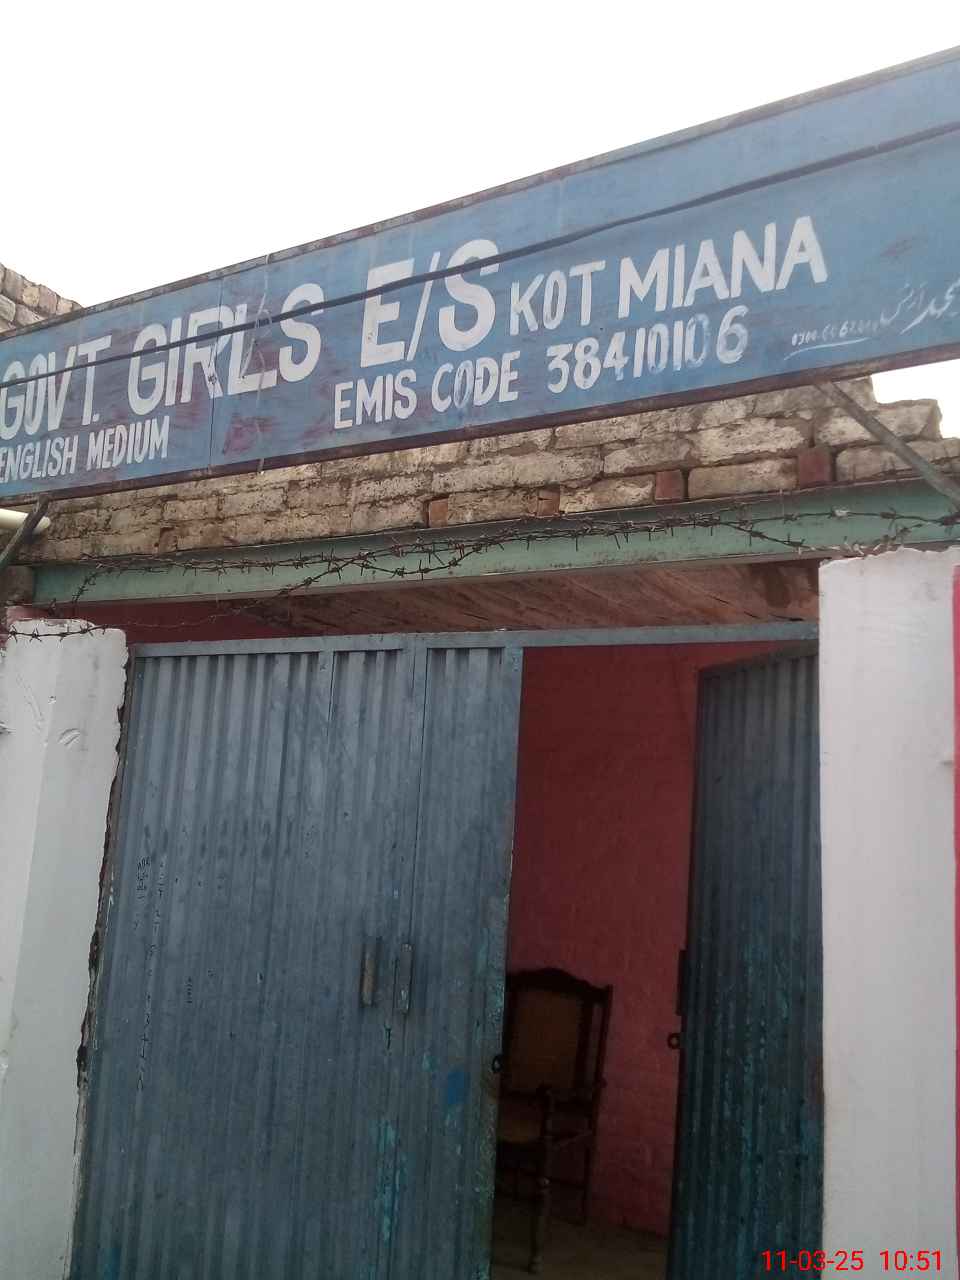 GOVT. GIRLS E/S KOT MIANA
ENGLISH MEDIUM
EMIS CODE 38410106
11-03-25 10:51